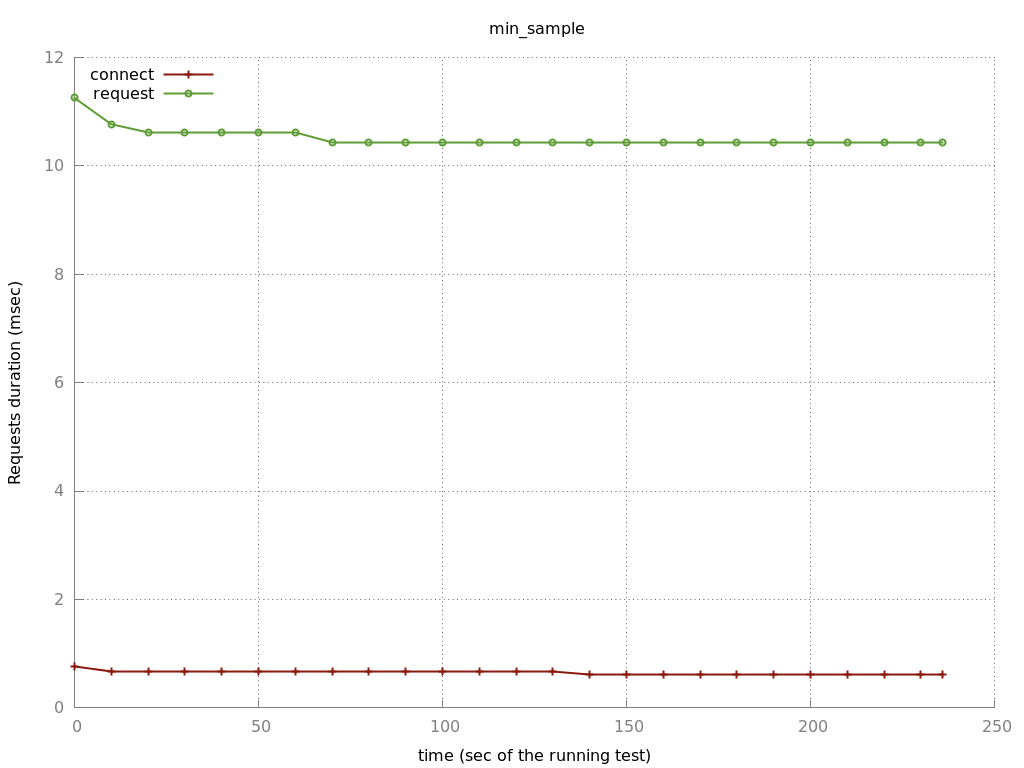 min_sample
connect
request
12
10
8
6
4
2
0
Requests duration (msec)
0 50 100 150 200 250
time (sec of the running test)